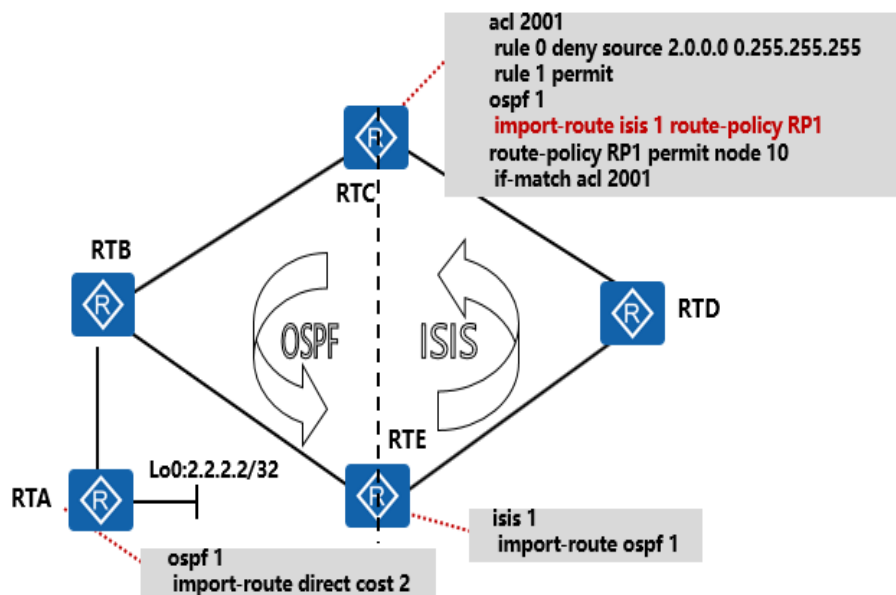 acl 2001
rule 0 deny source 2.0.0.0 0.255.255.255
rule 1 permit
ospf 1
import-route isis 1 route-policy RP1
route-policy RP1 permit node 10
if-match acl 2001
R
RTC
RTB
R
OSPF
ISIS
R
RTD
RTE
Lo0:2.2.2.2/32
RTA
R
R
isis 1
import-route ospf 1
ospf 1
import-route direct cost 2